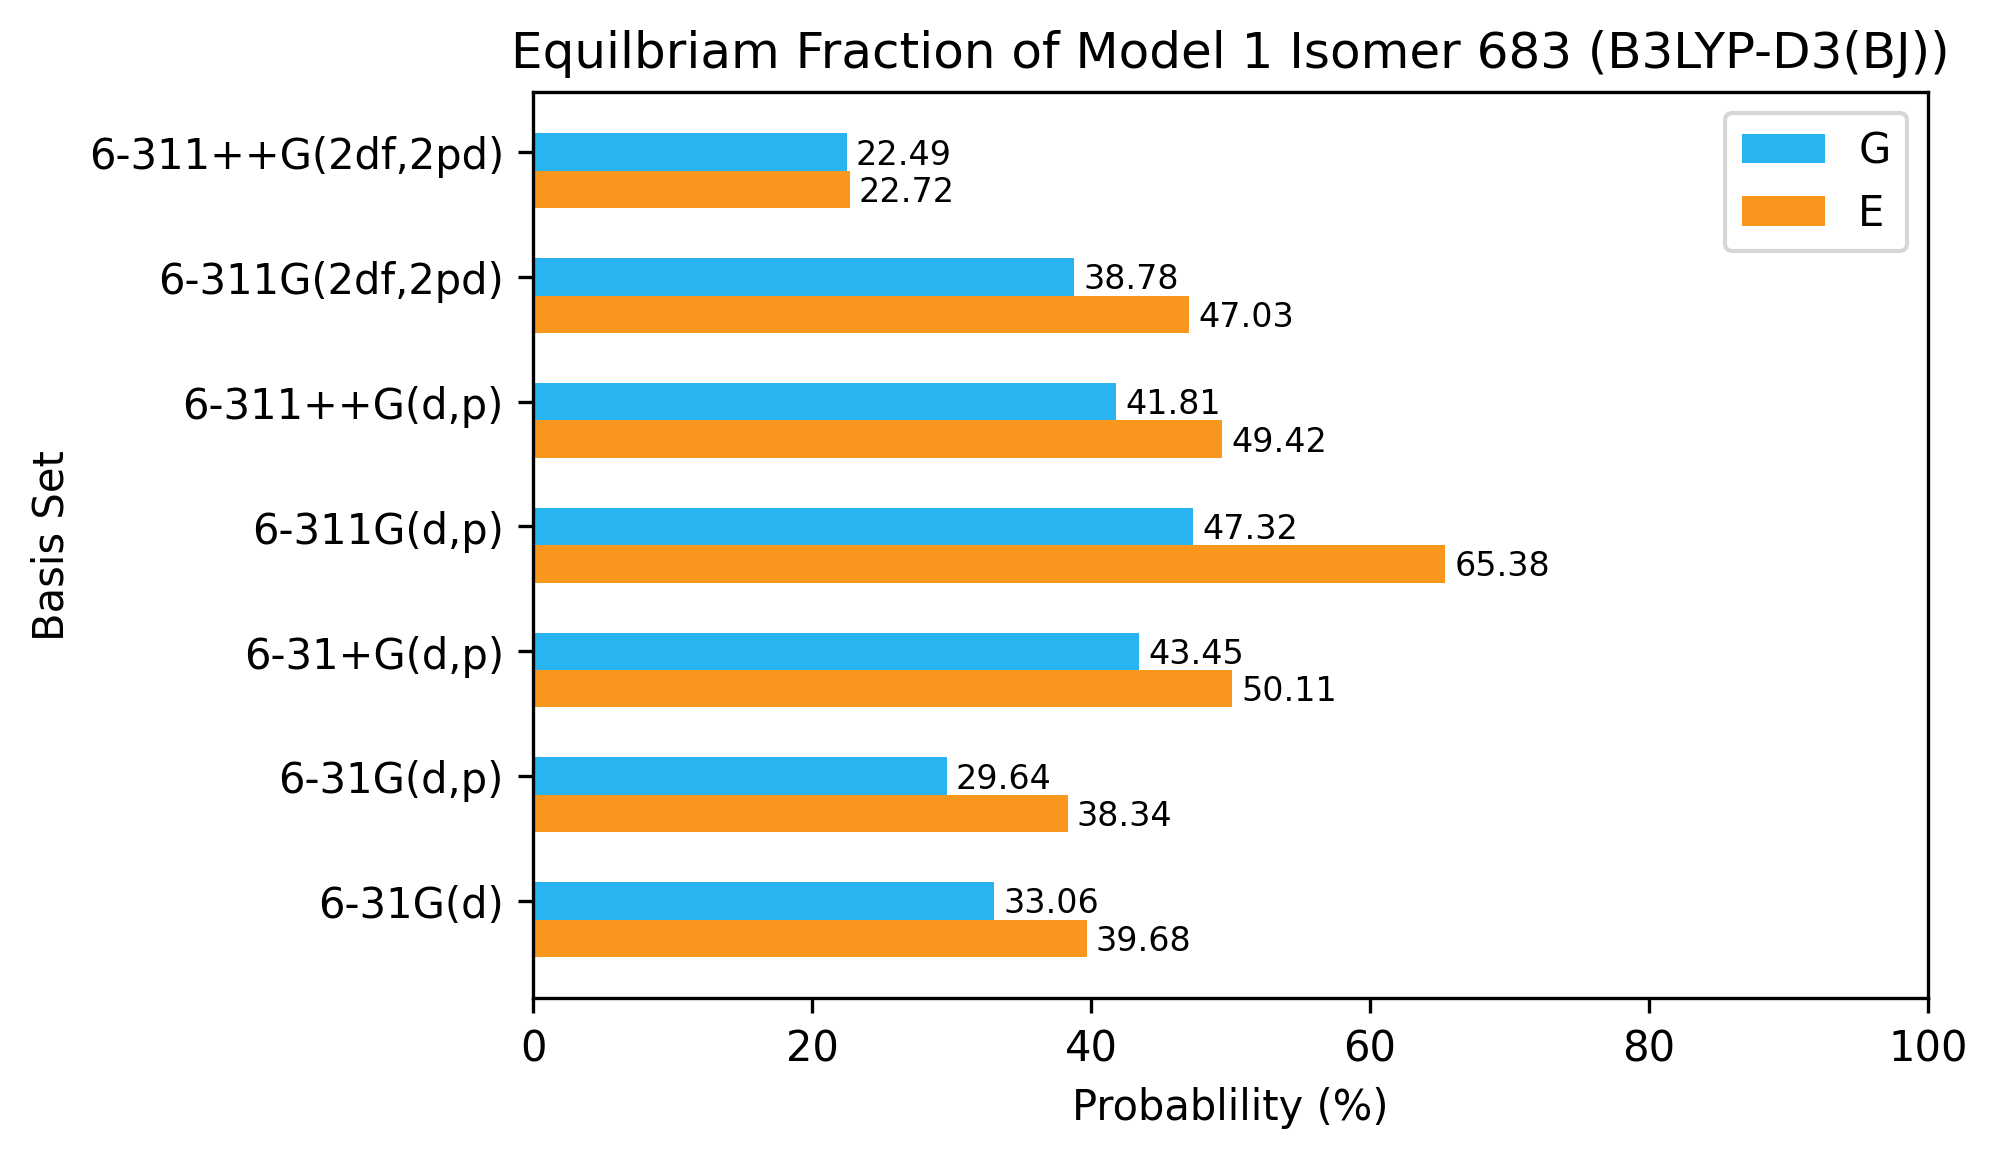 Equilbriam Fraction of Model 1 Isomer 683 (B3LYP-D3(BJ))
G
E
Basis Set
6-311++G(2df,2pd)
22.49
22.72
6-311G(2df,2pd)
38.78
47.03
6-311++G(d,p)
41.81
49.42
6-311G(d,p)
47.32
65.38
6-31+G(d,p)
43.45
50.11
6-31G(d,p)
29.64
38.34
6-31G(d)
33.06
39.68
0 20 40 60 80 100
Probablility (%)